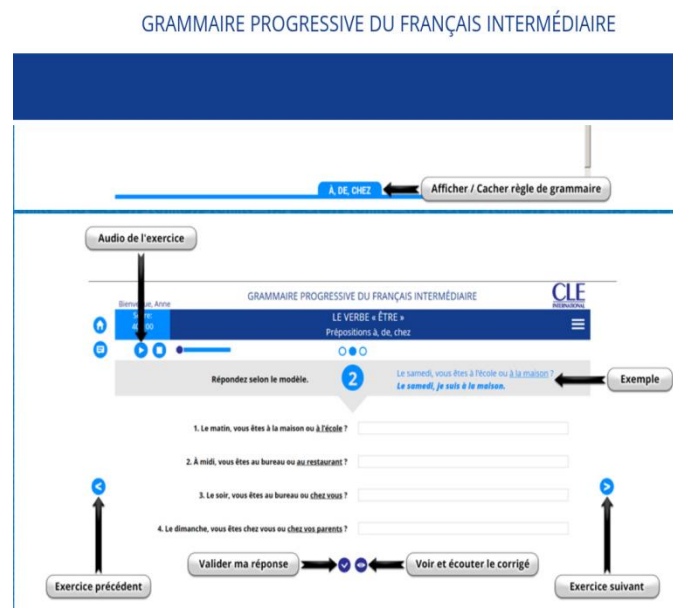 GRAMMAIRE PROGRESSIVE DU FRANÇAIS INTERMÉDIAIRE
À, DE, CHEZ
Afficher / Cacher règle de grammaire
Audio de l'exercice
Bienvenue, Anne
GRAMMAIRE PROGRESSIVE DU FRANÇAIS INTERMÉDIAIRE
CLE
INTERNATIONAL
LE VERBE « ÊTRE »
Prépositions à, de, chez
Répondez selon le modèle.
2
Le samedi, vous êtes à l'école ou à la maison ?
Le samedi, je suis à la maison.
Exemple
1. Le matin, vous êtes à la maison ou à l'école ?
2. À midi, vous êtes au bureau ou au restaurant ?
3. Le soir, vous êtes au bureau ou chez vous ?
4. Le dimanche, vous êtes chez vous ou chez vos parents ?
Valider ma réponse
Voir et écouter le corrigé
Exercice précédent
Exercice suivant